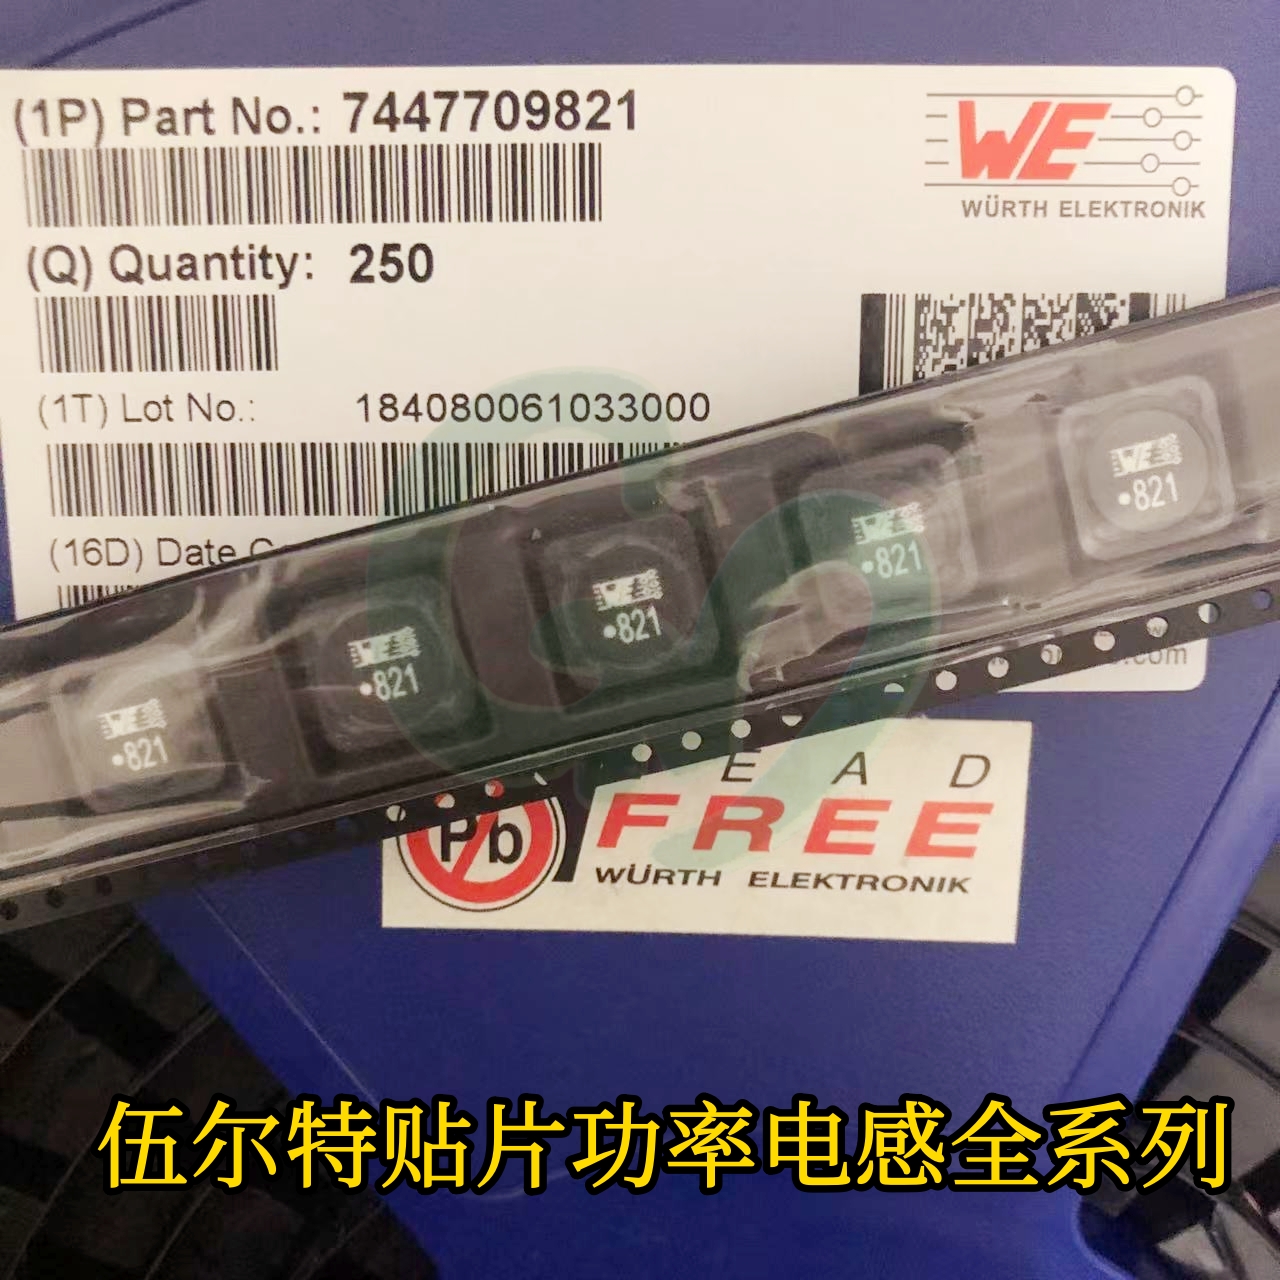 (1P) Part No.: 7447709821
WE
WÜRTH ELEKTRONIK
(Q) Quantity: 250
(1T) Lot No.: 184080061033000
(16D) Date
WE
•821
WE
•821
WE
•821
WE
•821
WE
•821
.com
EAD
Pb
FREE
WÜRTH ELEKTRONIK
伍尔特贴片功率电感全系列